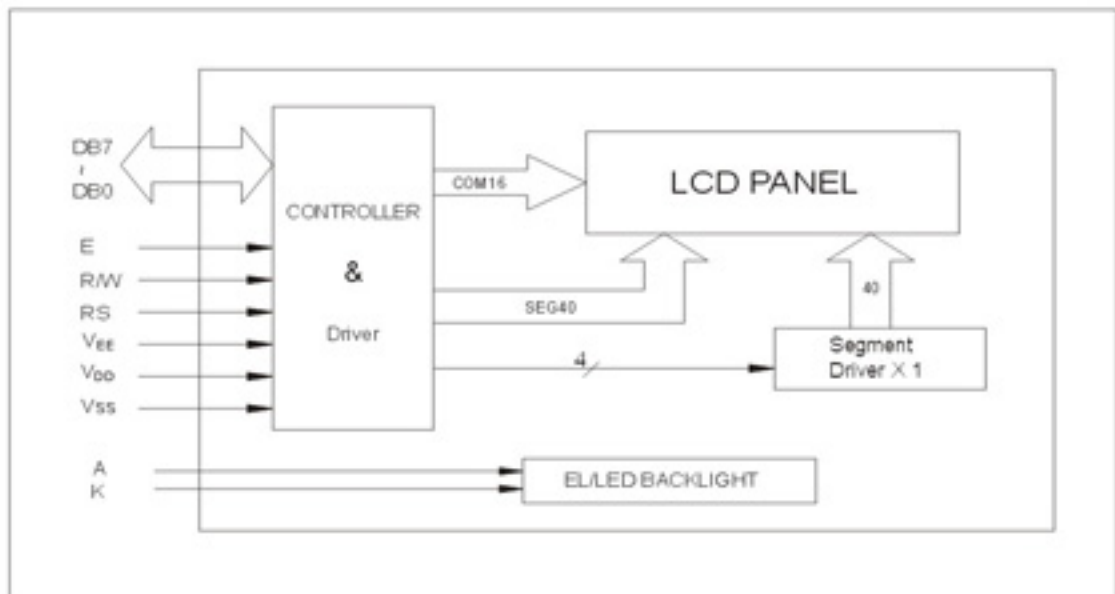 DB7
~
DB0
E
R/W
RS
VEE
VDD
VSS
A
K
CONTROLLER
&
Driver
COM16
SEG40
4
LCD PANEL
40
Segment
Driver X 1
EL/LED BACKLIGHT